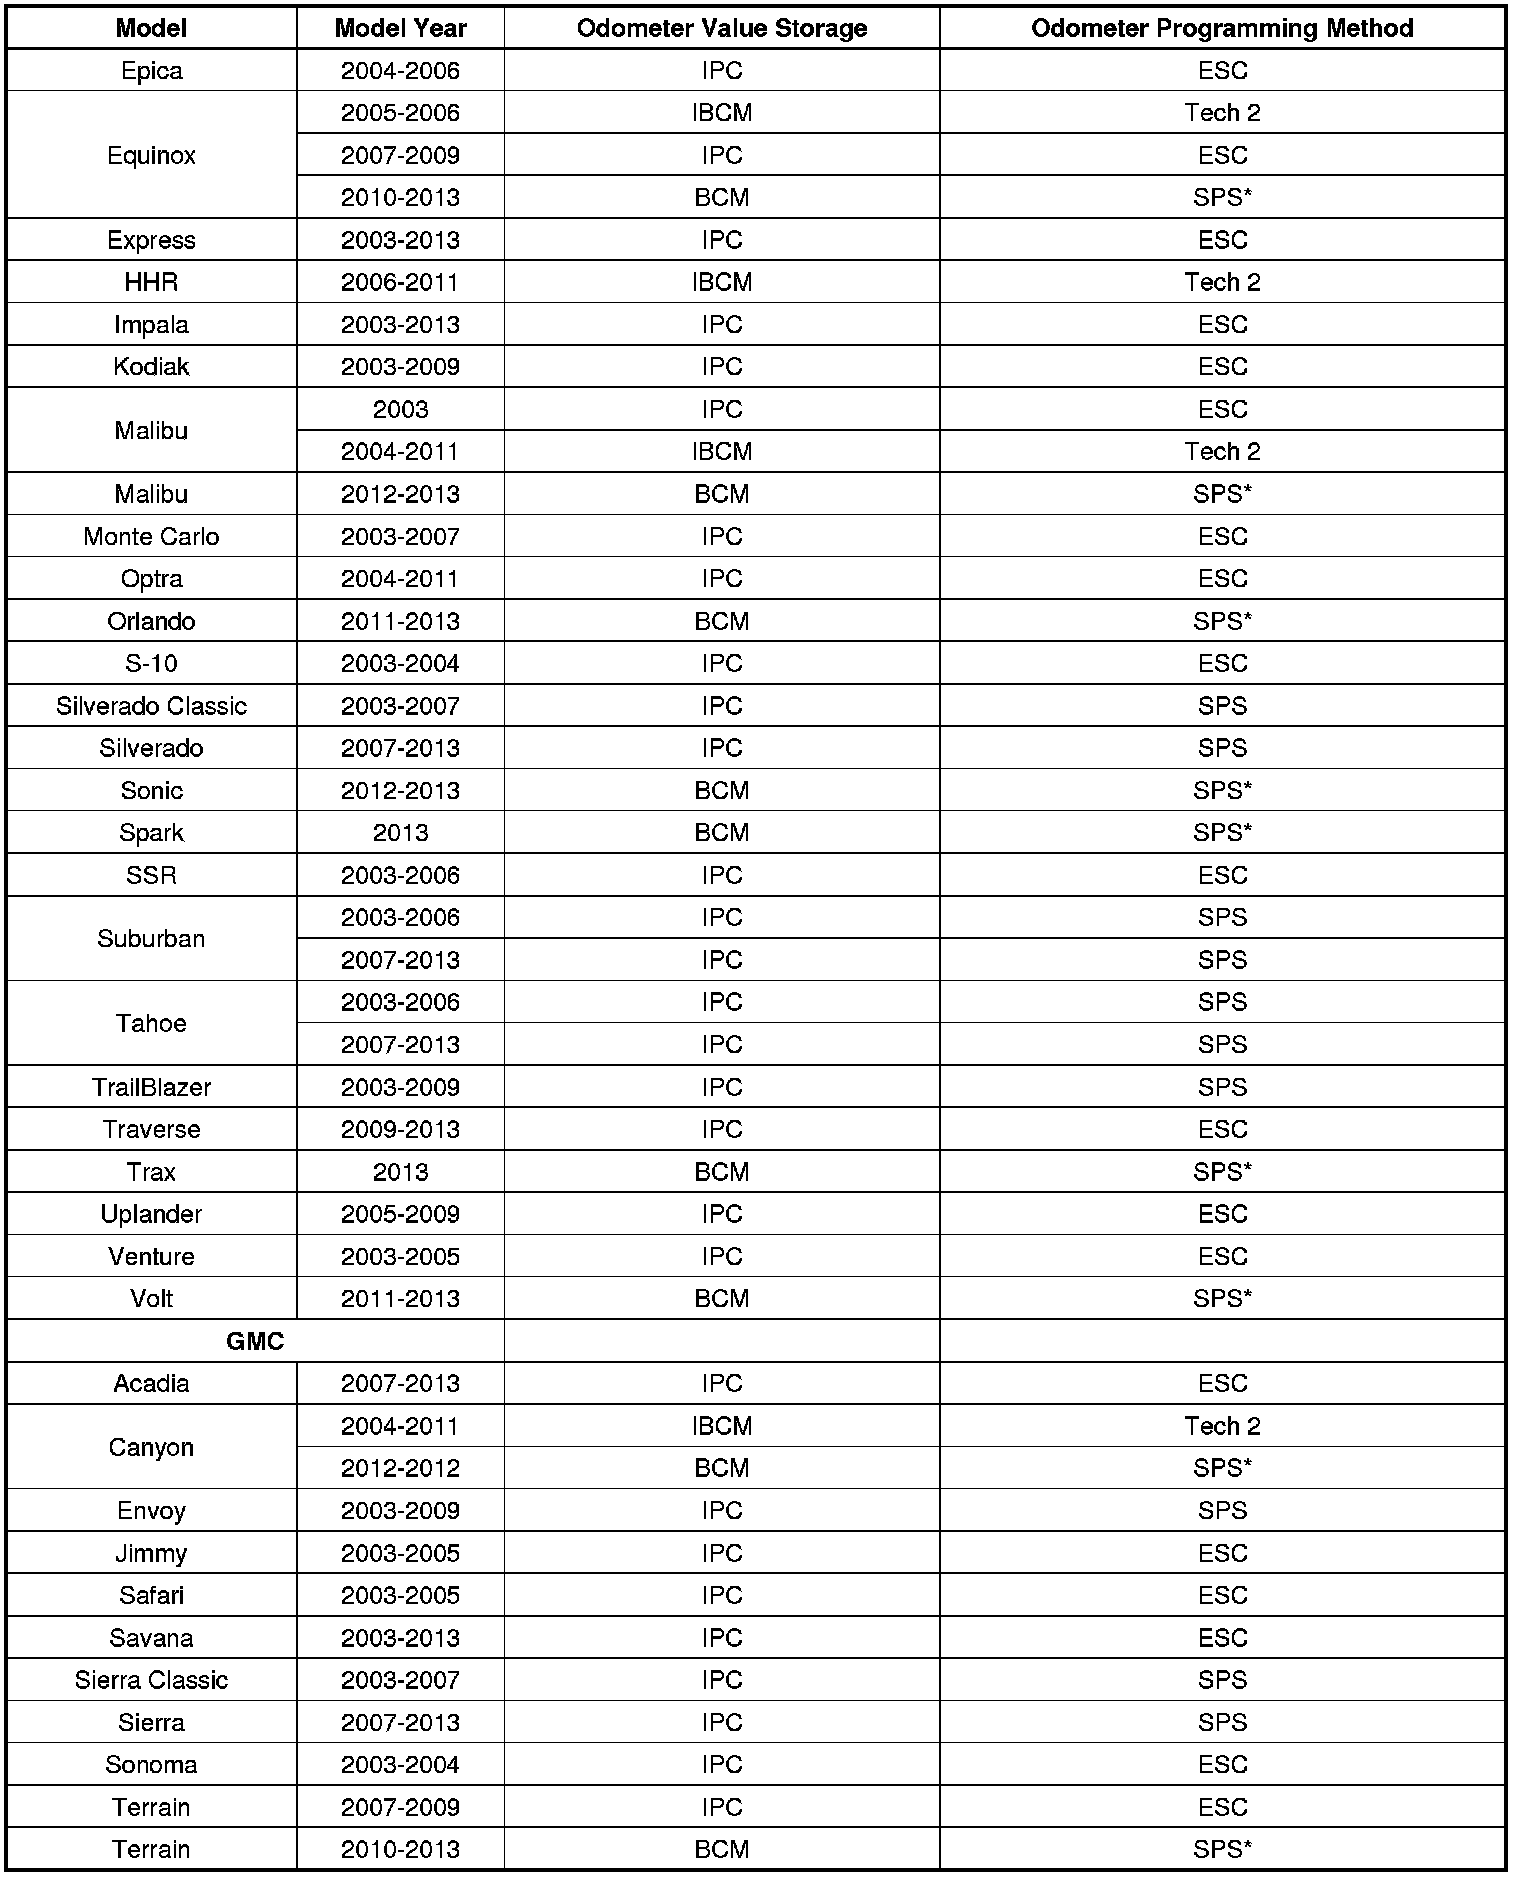 Model Model Year Odometer Value Storage Odometer Programming Method
Epica 2004-2006 IPC ESC
Equinox 2005-2006 IBCM Tech 2
2007-2009 IPC ESC
2010-2013 BCM SPS*
Express 2003-2013 IPC ESC
HHR 2006-2011 IBCM Tech 2
Impala 2003-2013 IPC ESC
Kodiak 2003-2009 IPC ESC
Malibu 2003 IPC ESC
2004-2011 IBCM Tech 2
Malibu 2012-2013 BCM SPS*
Monte Carlo 2003-2007 IPC ESC
Optra 2004-2011 IPC ESC
Orlando 2011-2013 BCM SPS*
S-10 2003-2004 IPC ESC
Silverado Classic 2003-2007 IPC SPS
Silverado 2007-2013 IPC SPS
Sonic 2012-2013 BCM SPS*
Spark 2013 BCM SPS*
SSR 2003-2006 IPC ESC
Suburban 2003-2006 IPC SPS
2007-2013 IPC SPS
Tahoe 2003-2006 IPC SPS
2007-2013 IPC SPS
TrailBlazer 2003-2009 IPC SPS
Traverse 2009-2013 IPC ESC
Trax 2013 BCM SPS*
Uplander 2005-2009 IPC ESC
Venture 2003-2005 IPC ESC
Volt 2011-2013 BCM SPS*
GMC
Acadia 2007-2013 IPC ESC
Canyon 2004-2011 IBCM Tech 2
2012-2012 BCM SPS*
Envoy 2003-2009 IPC SPS
Jimmy 2003-2005 IPC ESC
Safari 2003-2005 IPC ESC
Savana 2003-2013 IPC ESC
Sierra Classic 2003-2007 IPC SPS
Sierra 2007-2013 IPC SPS
Sonoma 2003-2004 IPC ESC
Terrain 2007-2009 IPC ESC
Terrain 2010-2013 BCM SPS*